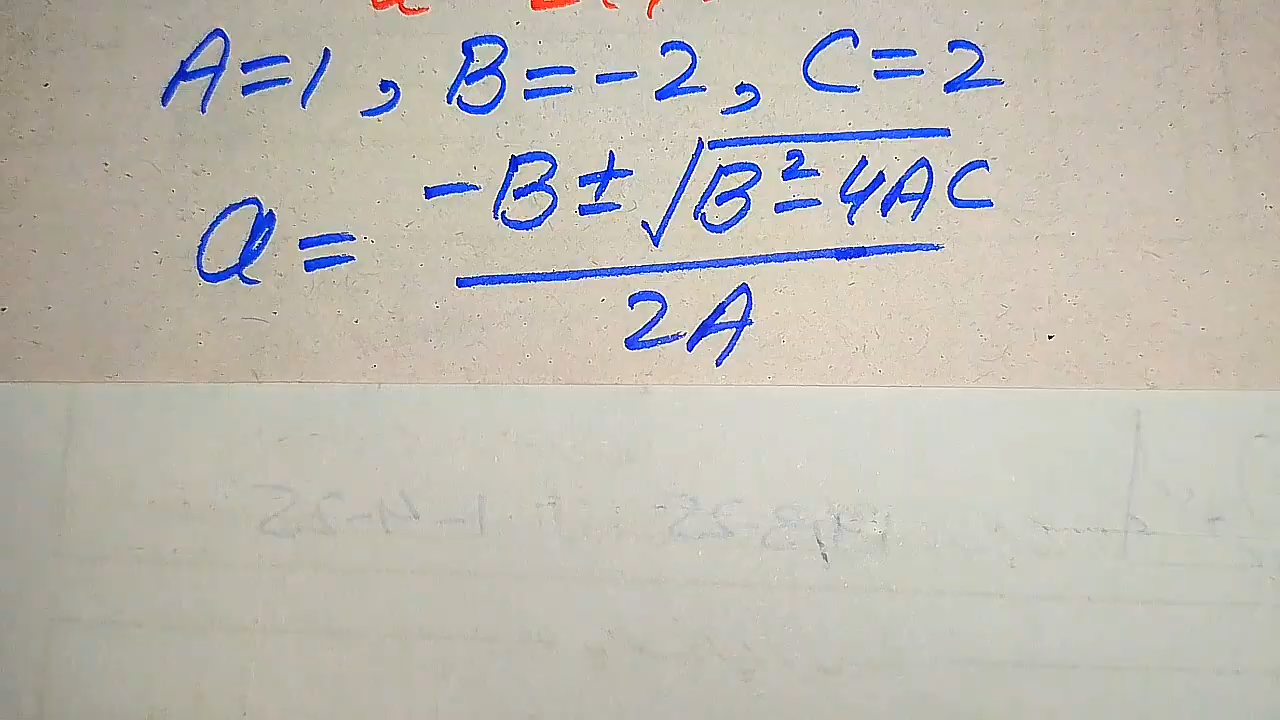 A=1, B=-2, C=2
a = (-B ± √(B² - 4AC)) / 2A